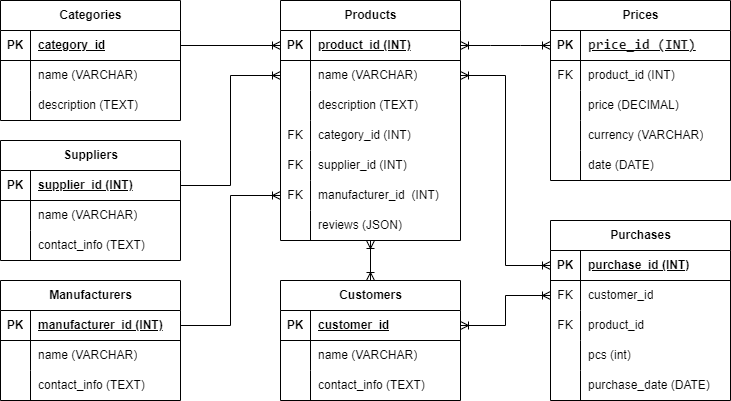 Categories
PK category_id
name (VARCHAR)
description (TEXT)
Suppliers
PK supplier_id (INT)
name (VARCHAR)
contact_info (TEXT)
Manufacturers
PK manufacturer_id (INT)
name (VARCHAR)
contact_info (TEXT)
Products
PK product_id (INT)
name (VARCHAR)
description (TEXT)
FK category_id (INT)
FK supplier_id (INT)
FK manufacturer_id (INT)
reviews (JSON)
Customers
PK customer_id
name (VARCHAR)
contact_info (TEXT)
Prices
PK price_id (INT)
FK product_id (INT)
price (DECIMAL)
currency (VARCHAR)
date (DATE)
Purchases
PK purchase_id (INT)
FK customer_id
FK product_id
pcs (int)
purchase_date (DATE)